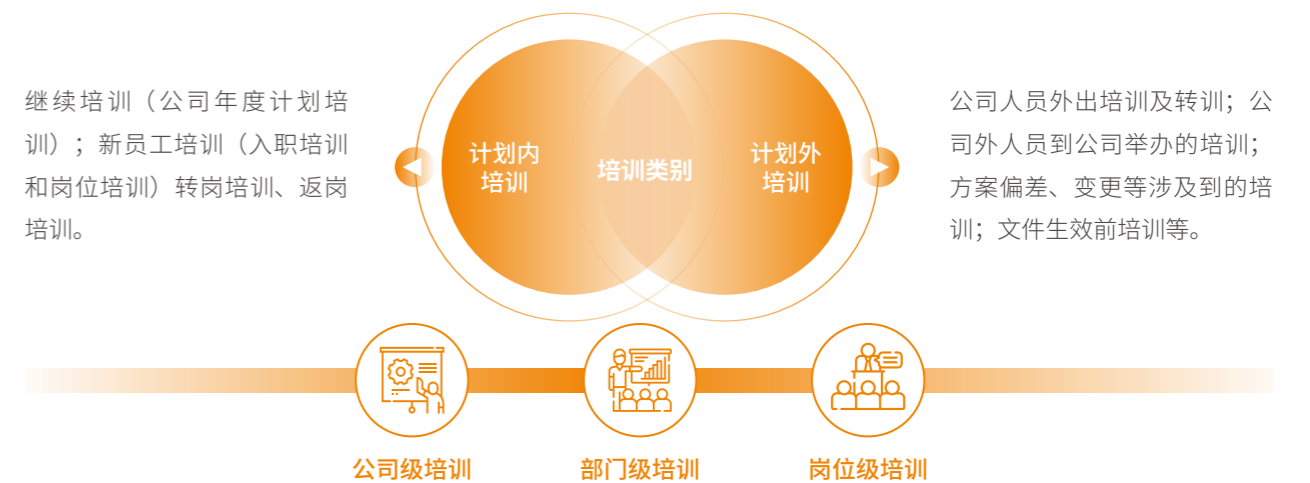 继续培训（公司年度计划培
训）；新员工培训（入职培训
和岗位培训）转岗培训、返岗
培训。
计划内
培训
培训类别
计划外
培训
公司人员外出培训及转训；公
司外人员到公司举办的培训；
方案偏差、变更等涉及到的培
训；文件生效前培训等。
公司级培训
部门级培训
岗位级培训